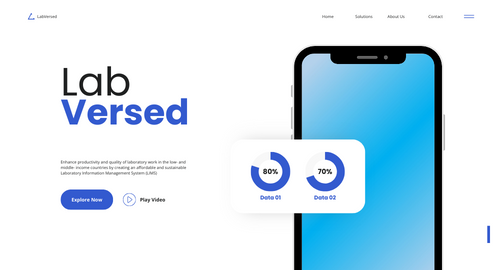 LabVersed
Home
Solutions
About Us
Contact
Lab
Versed
Enhance productivity and quality of laboratory work in the low- and
middle- income countries by creating an affordable and sustainable
Laboratory Information Management System (LIMS)
Explore Now
Play Video
80%
70%
Data 01
Data 02